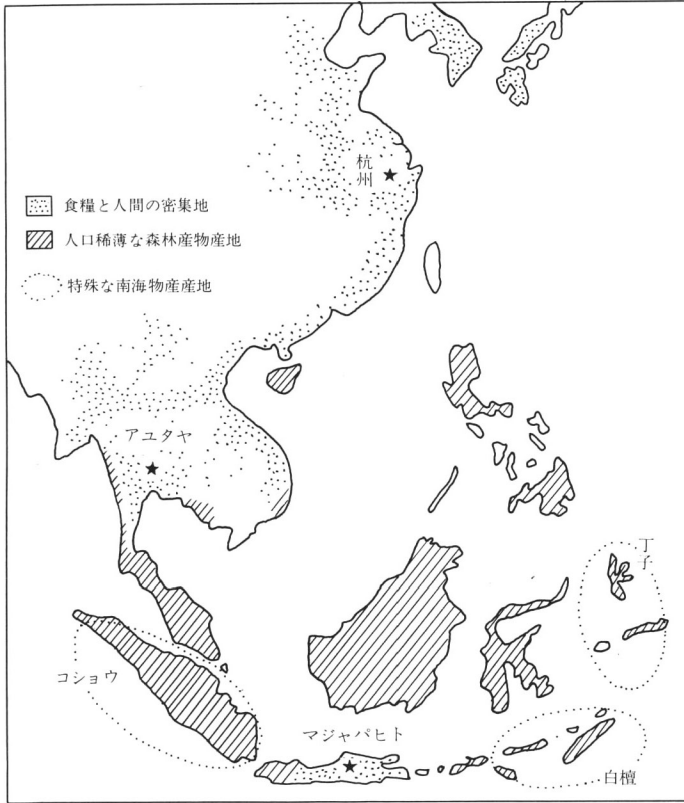 杭州
食糧と人間の密集地
人口稀薄な森林産物産地
特殊な南海物産産地
アユタヤ
丁子
コショウ
マジャパヒト
白檀